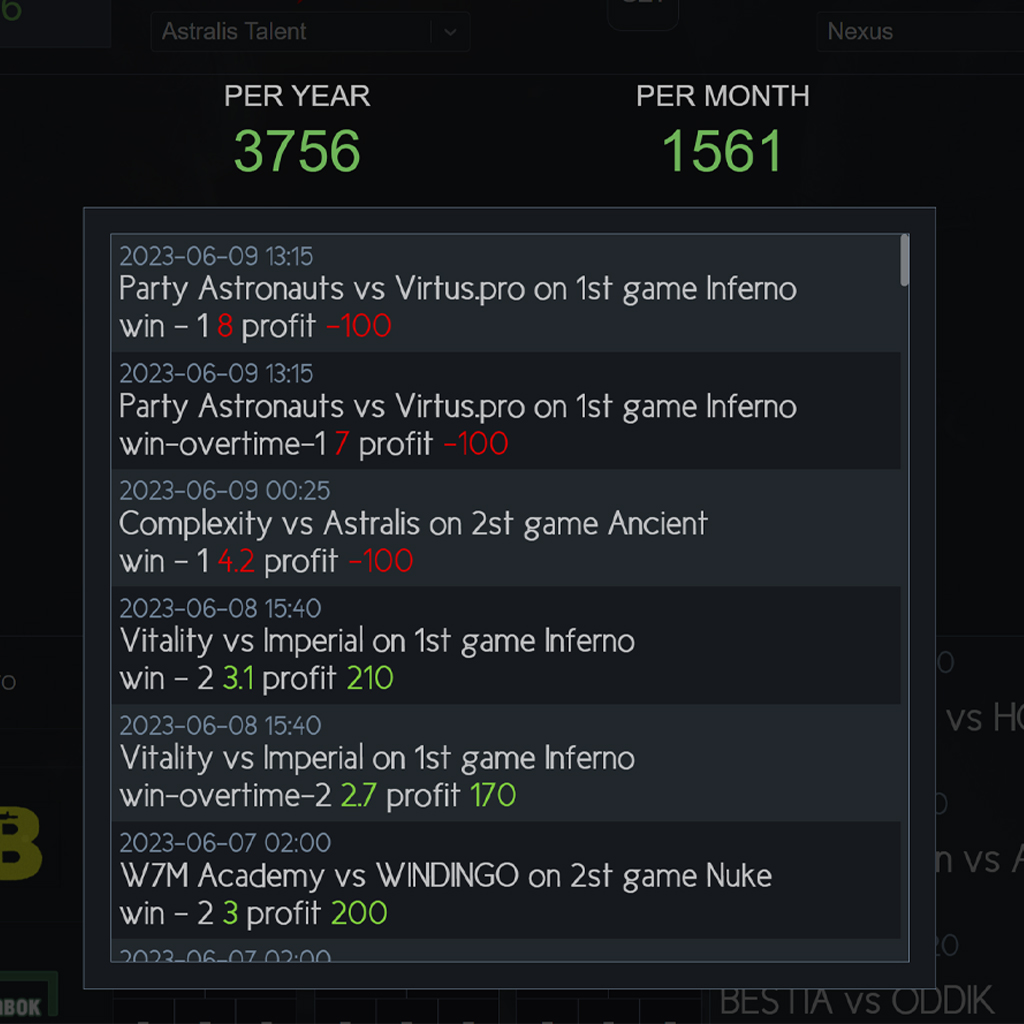 6
Astralis Talent
Nexus
PER YEAR
PER MONTH
3756
1561
2023-06-09 13:15
Party Astronauts vs Virtus.pro on 1st game Inferno
win - 1 8 profit -100
2023-06-09 13:15
Party Astronauts vs Virtus.pro on 1st game Inferno
win-overtime-1 7 profit -100
2023-06-09 00:25
Complexity vs Astralis on 2st game Ancient
win - 1 4.2 profit -100
2023-06-08 15:40
Vitality vs Imperial on 1st game Inferno
win - 2 3.1 profit 210
2023-06-08 15:40
Vitality vs Imperial on 1st game Inferno
win-overtime-2 2.7 profit 170
2023-06-07 02:00
W7M Academy vs WINDINGO on 2st game Nuke
win - 2 3 profit 200
2023-06-07 02:00
0
vs HO
0
n vs A
20
BESTIA vs ODDIK
B
BOK